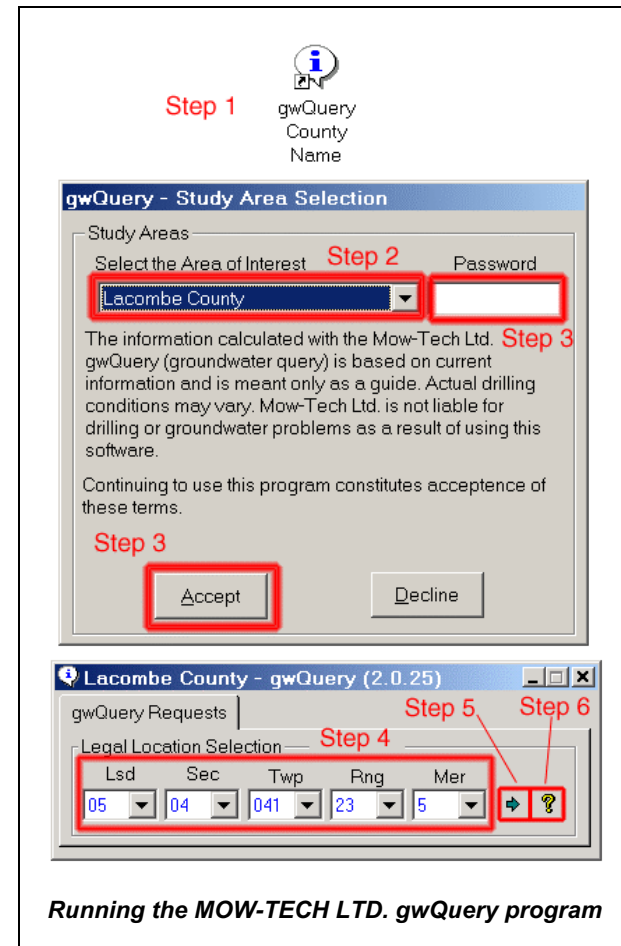 Step 1
gwQuery
County
Name
gwQuery - Study Area Selection
Study Areas
Select the Area of Interest Step 2 Password
Lacombe County
The information calculated with the Mow-Tech Ltd. Step 3
gwQuery (groundwater query) is based on current
information and is meant only as a guide. Actual drilling
conditions may vary. Mow-Tech Ltd. is not liable for
drilling or groundwater problems as a result of using this
software.
Continuing to use this program constitutes acceptence of
these terms.
Step 3
Accept Decline
Lacombe County - gwQuery (2.0.25)
gwQuery Requests Step 5 Step 6
Legal Location Selection Step 4
Lsd Sec Twp Rng Mer
05 04 041 23 5 ?
Running the MOW-TECH LTD. gwQuery program